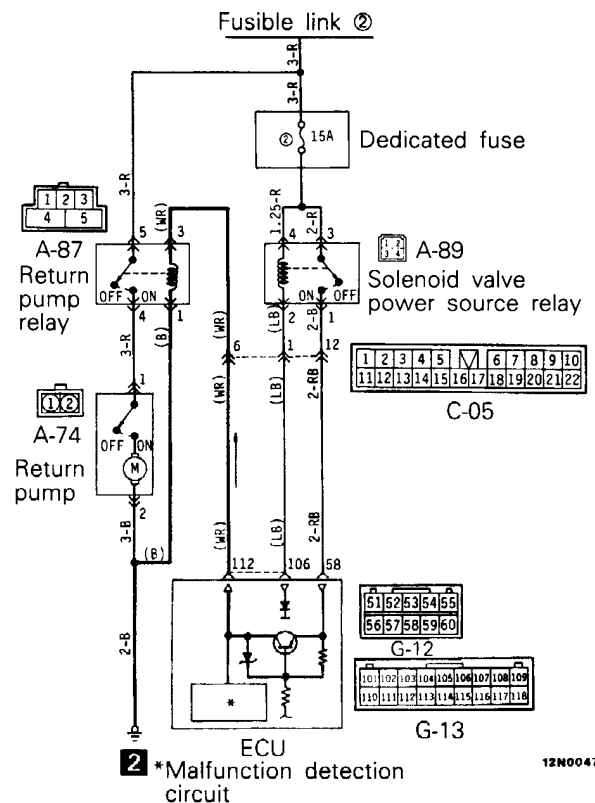 Fusible link ②
3-R
3-R
② 15A
Dedicated fuse
3-R
(WR)
1.25-R
2-R
1 2 3
4 5
5 3
4 3
1 2
3 4
A-87
Return
pump
relay
A-89
Solenoid valve
power source relay
OFF ON
ON OFF
4 1
2 1
3-R
(B)
(WR)
(LB)
2-B
6 1 12
1 2 3 4 5 6 7 8 9 10
11 12 13 14 15 16 17 18 19 20 21 22
C-05
(WR)
(LB)
2-RB
1
① ②
A-74
Return
pump
OFF ON
M
2
3-B
(B)
(WR)
(LB)
2-RB
112 106 58
51 52 53 54 55
56 57 58 59 60
G-12
2-B
101 102 103 104 105 106 107 108 109
110 111 112 113 114 115 116 117 118
G-13
*
ECU
2 *Malfunction detection
circuit
12N0047